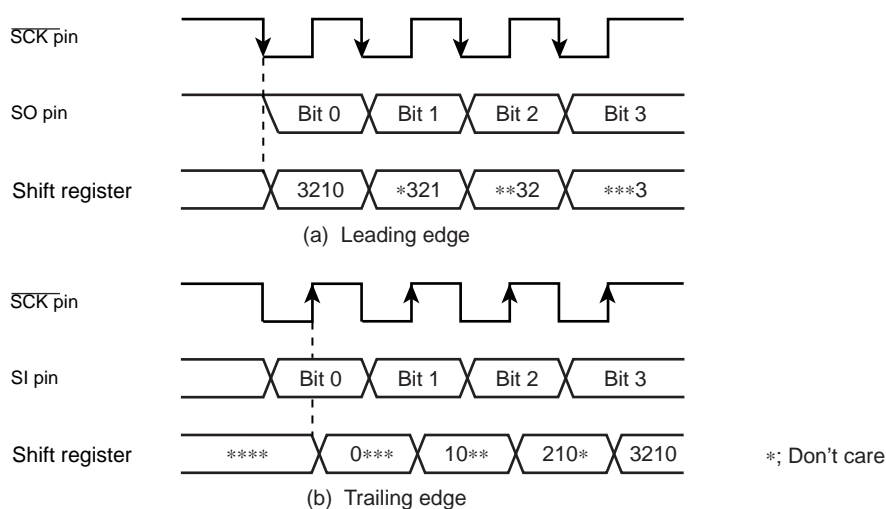 SCK pin
SO pin
Bit 0 Bit 1 Bit 2 Bit 3
Shift register
3210 *321 **32 ***3
(a) Leading edge
SCK pin
SI pin
Bit 0 Bit 1 Bit 2 Bit 3
Shift register
**** 0*** 10** 210* 3210
*; Don't care
(b) Trailing edge